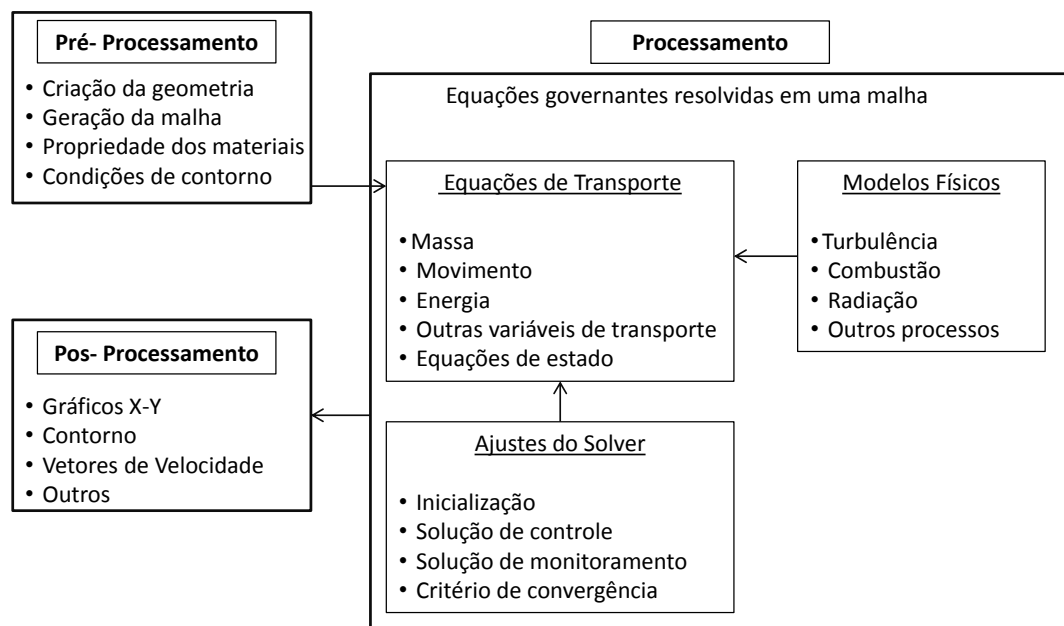 Pré- Processamento
• Criação da geometria
• Geração da malha
• Propriedade dos materiais
• Condições de contorno
Processamento
Equações governantes resolvidas em uma malha
Equações de Transporte
•Massa
• Movimento
• Energia
• Outras variáveis de transporte
• Equações de estado
Modelos Físicos
•Turbulência
• Combustão
• Radiação
• Outros processos
Ajustes do Solver
• Inicialização
• Solução de controle
• Solução de monitoramento
• Critério de convergência
Pos- Processamento
• Gráficos X-Y
• Contorno
• Vetores de Velocidade
• Outros